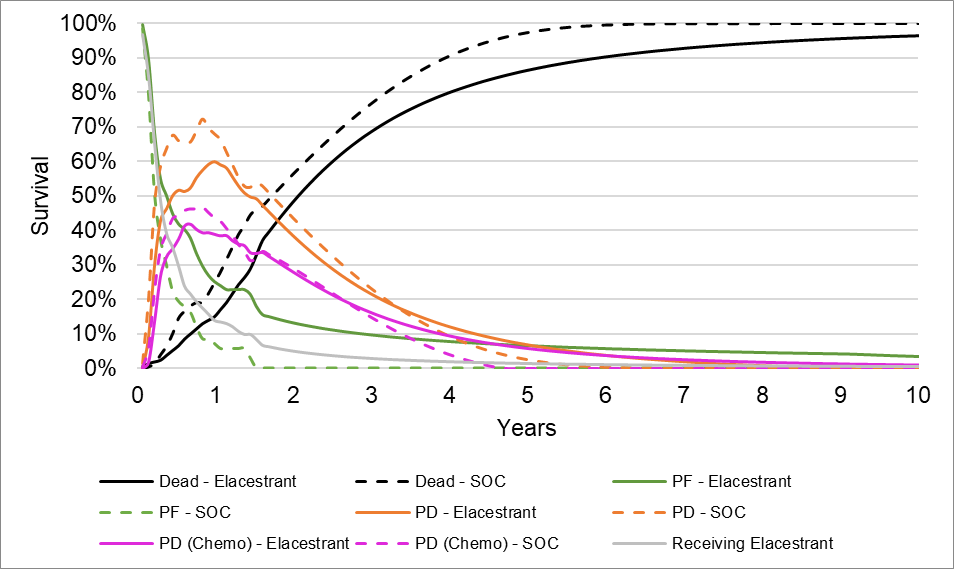 100%
90%
80%
70%
60%
50%
40%
30%
20%
10%
0%
Survival
0 1 2 3 4 5 6 7 8 9 10
Years
Dead - Elacestrant Dead - SOC PF - Elacestrant
PF - SOC PD - Elacestrant PD - SOC
PD (Chemo) - Elacestrant PD (Chemo) - SOC Receiving Elacestrant